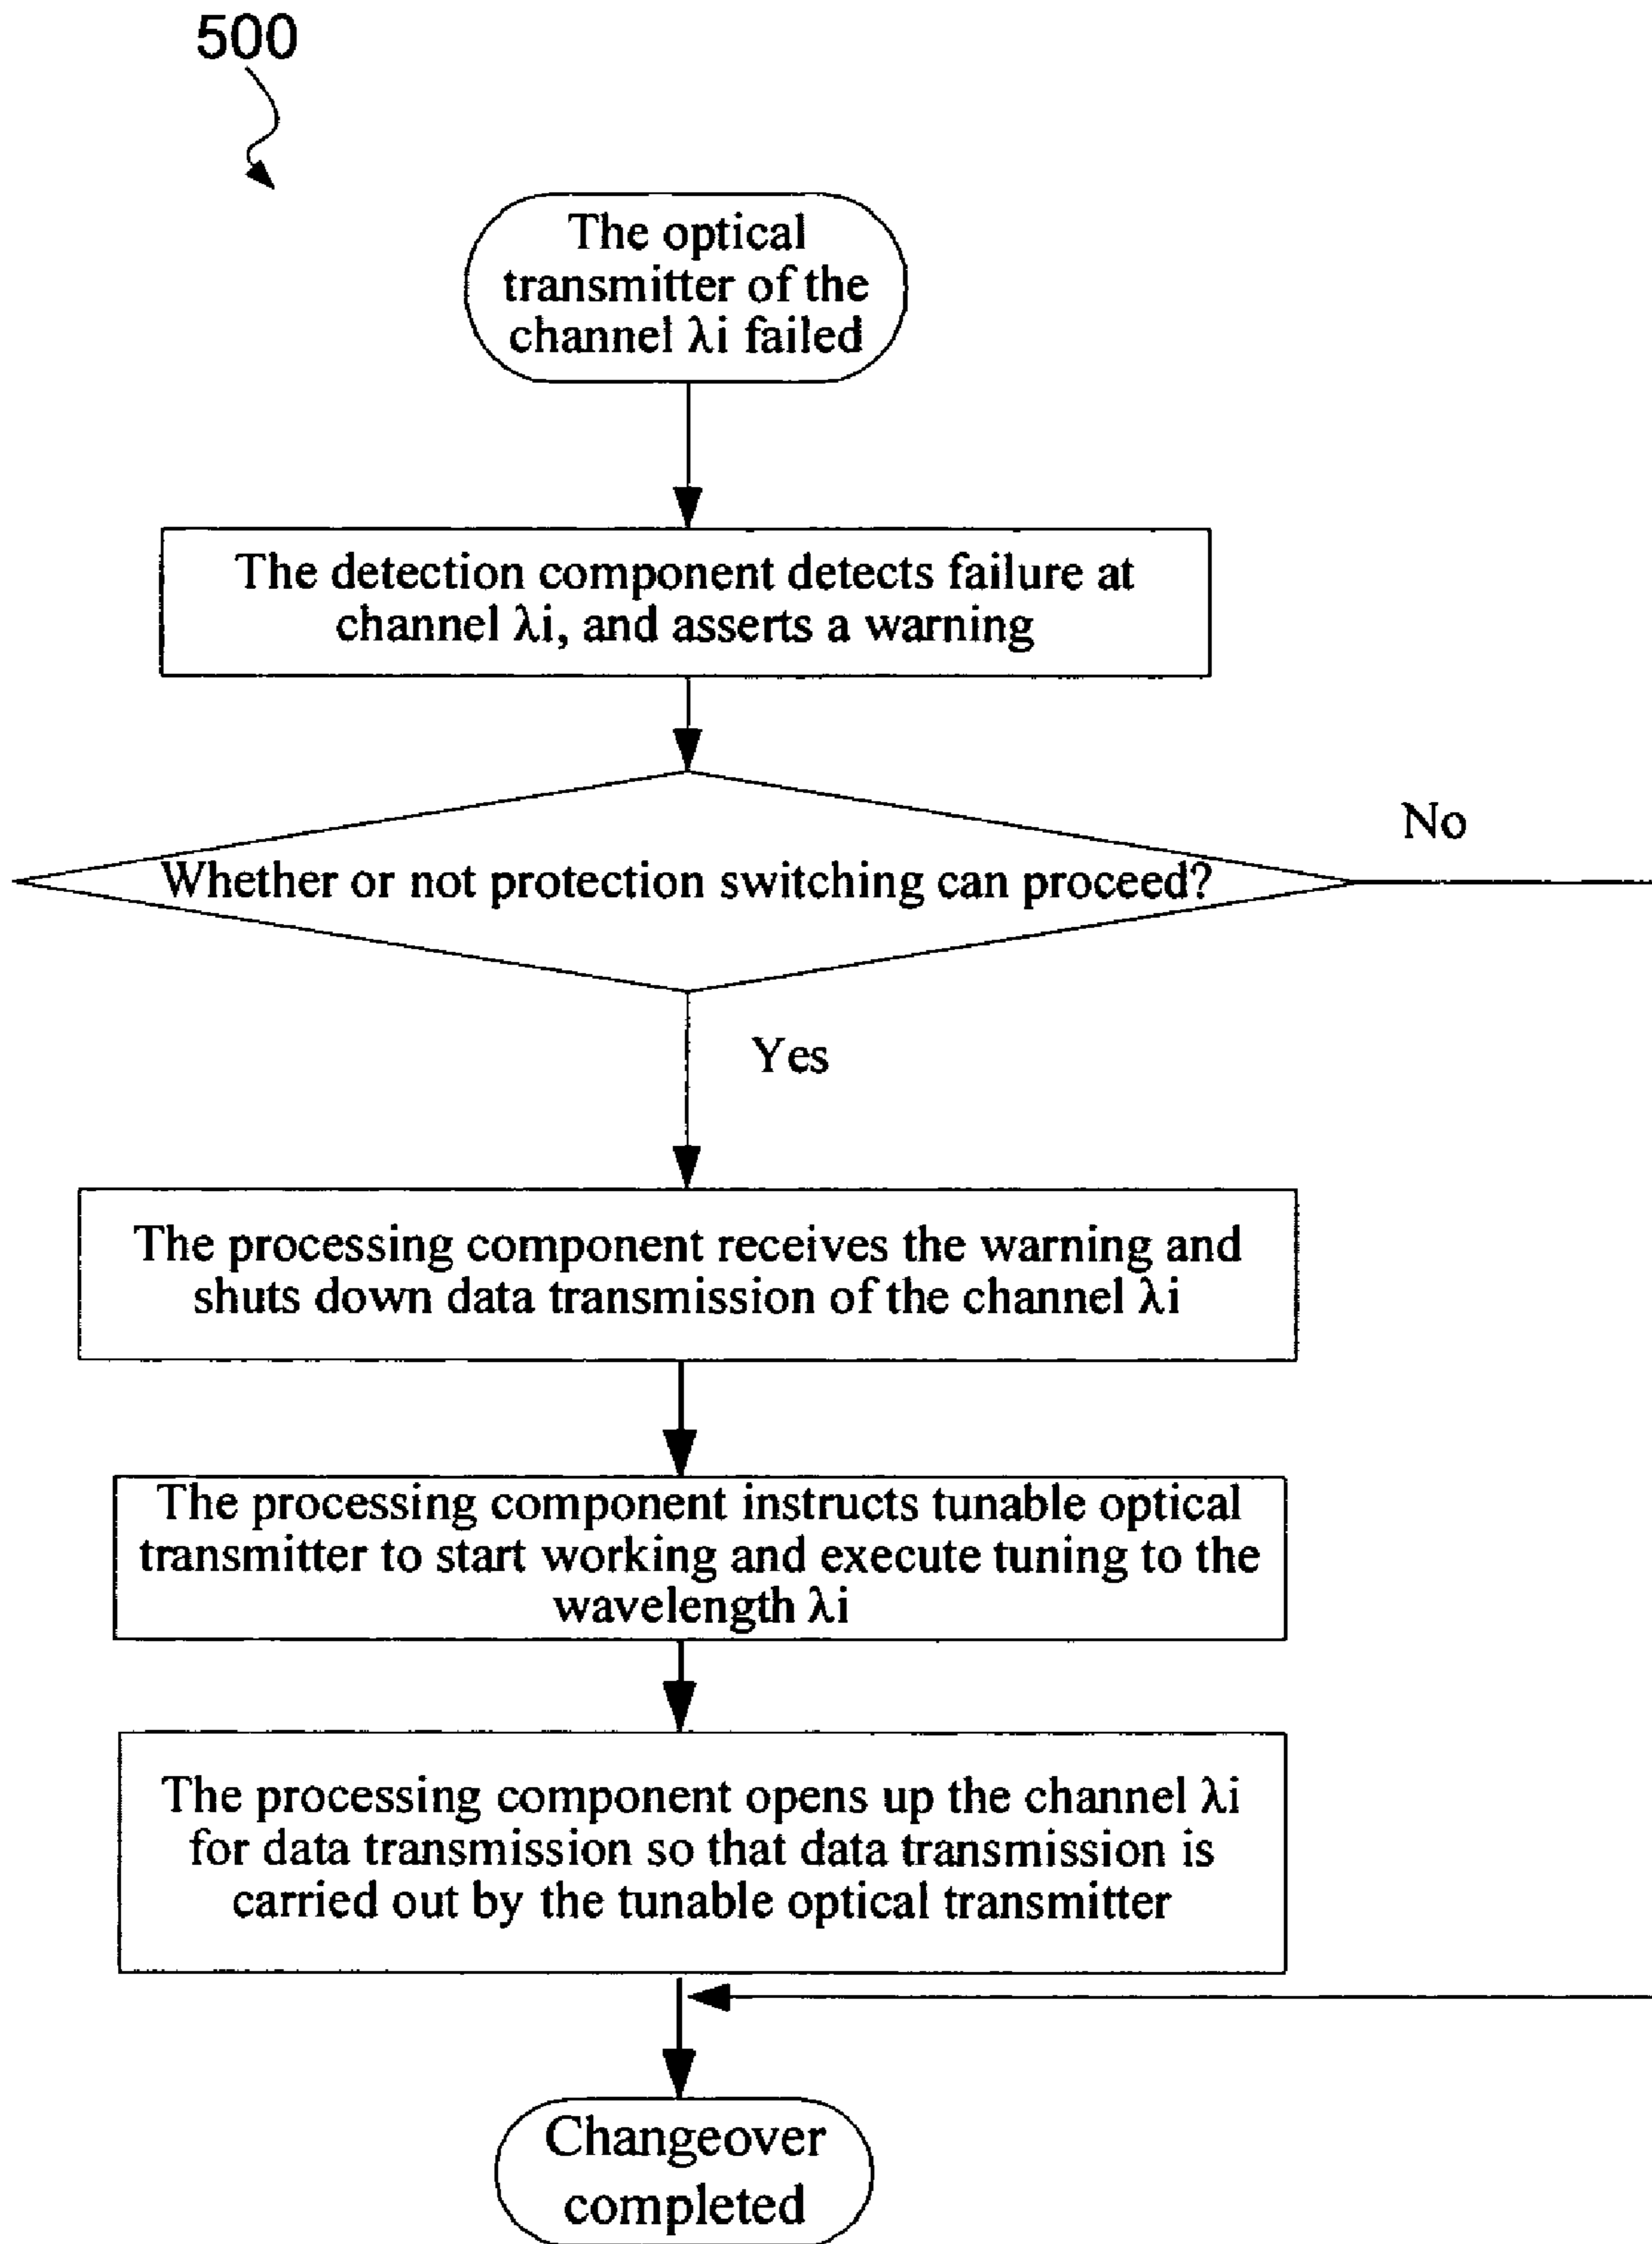 500
The optical
transmitter of the
channel λi failed
The detection component detects failure at
channel λi, and asserts a warning
No
Whether or not protection switching can proceed?
Yes
The processing component receives the warning and
shuts down data transmission of the channel λi
The processing component instructs tunable optical
transmitter to start working and execute tuning to the
wavelength λi
The processing component opens up the channel λi
for data transmission so that data transmission is
carried out by the tunable optical transmitter
Changeover
completed